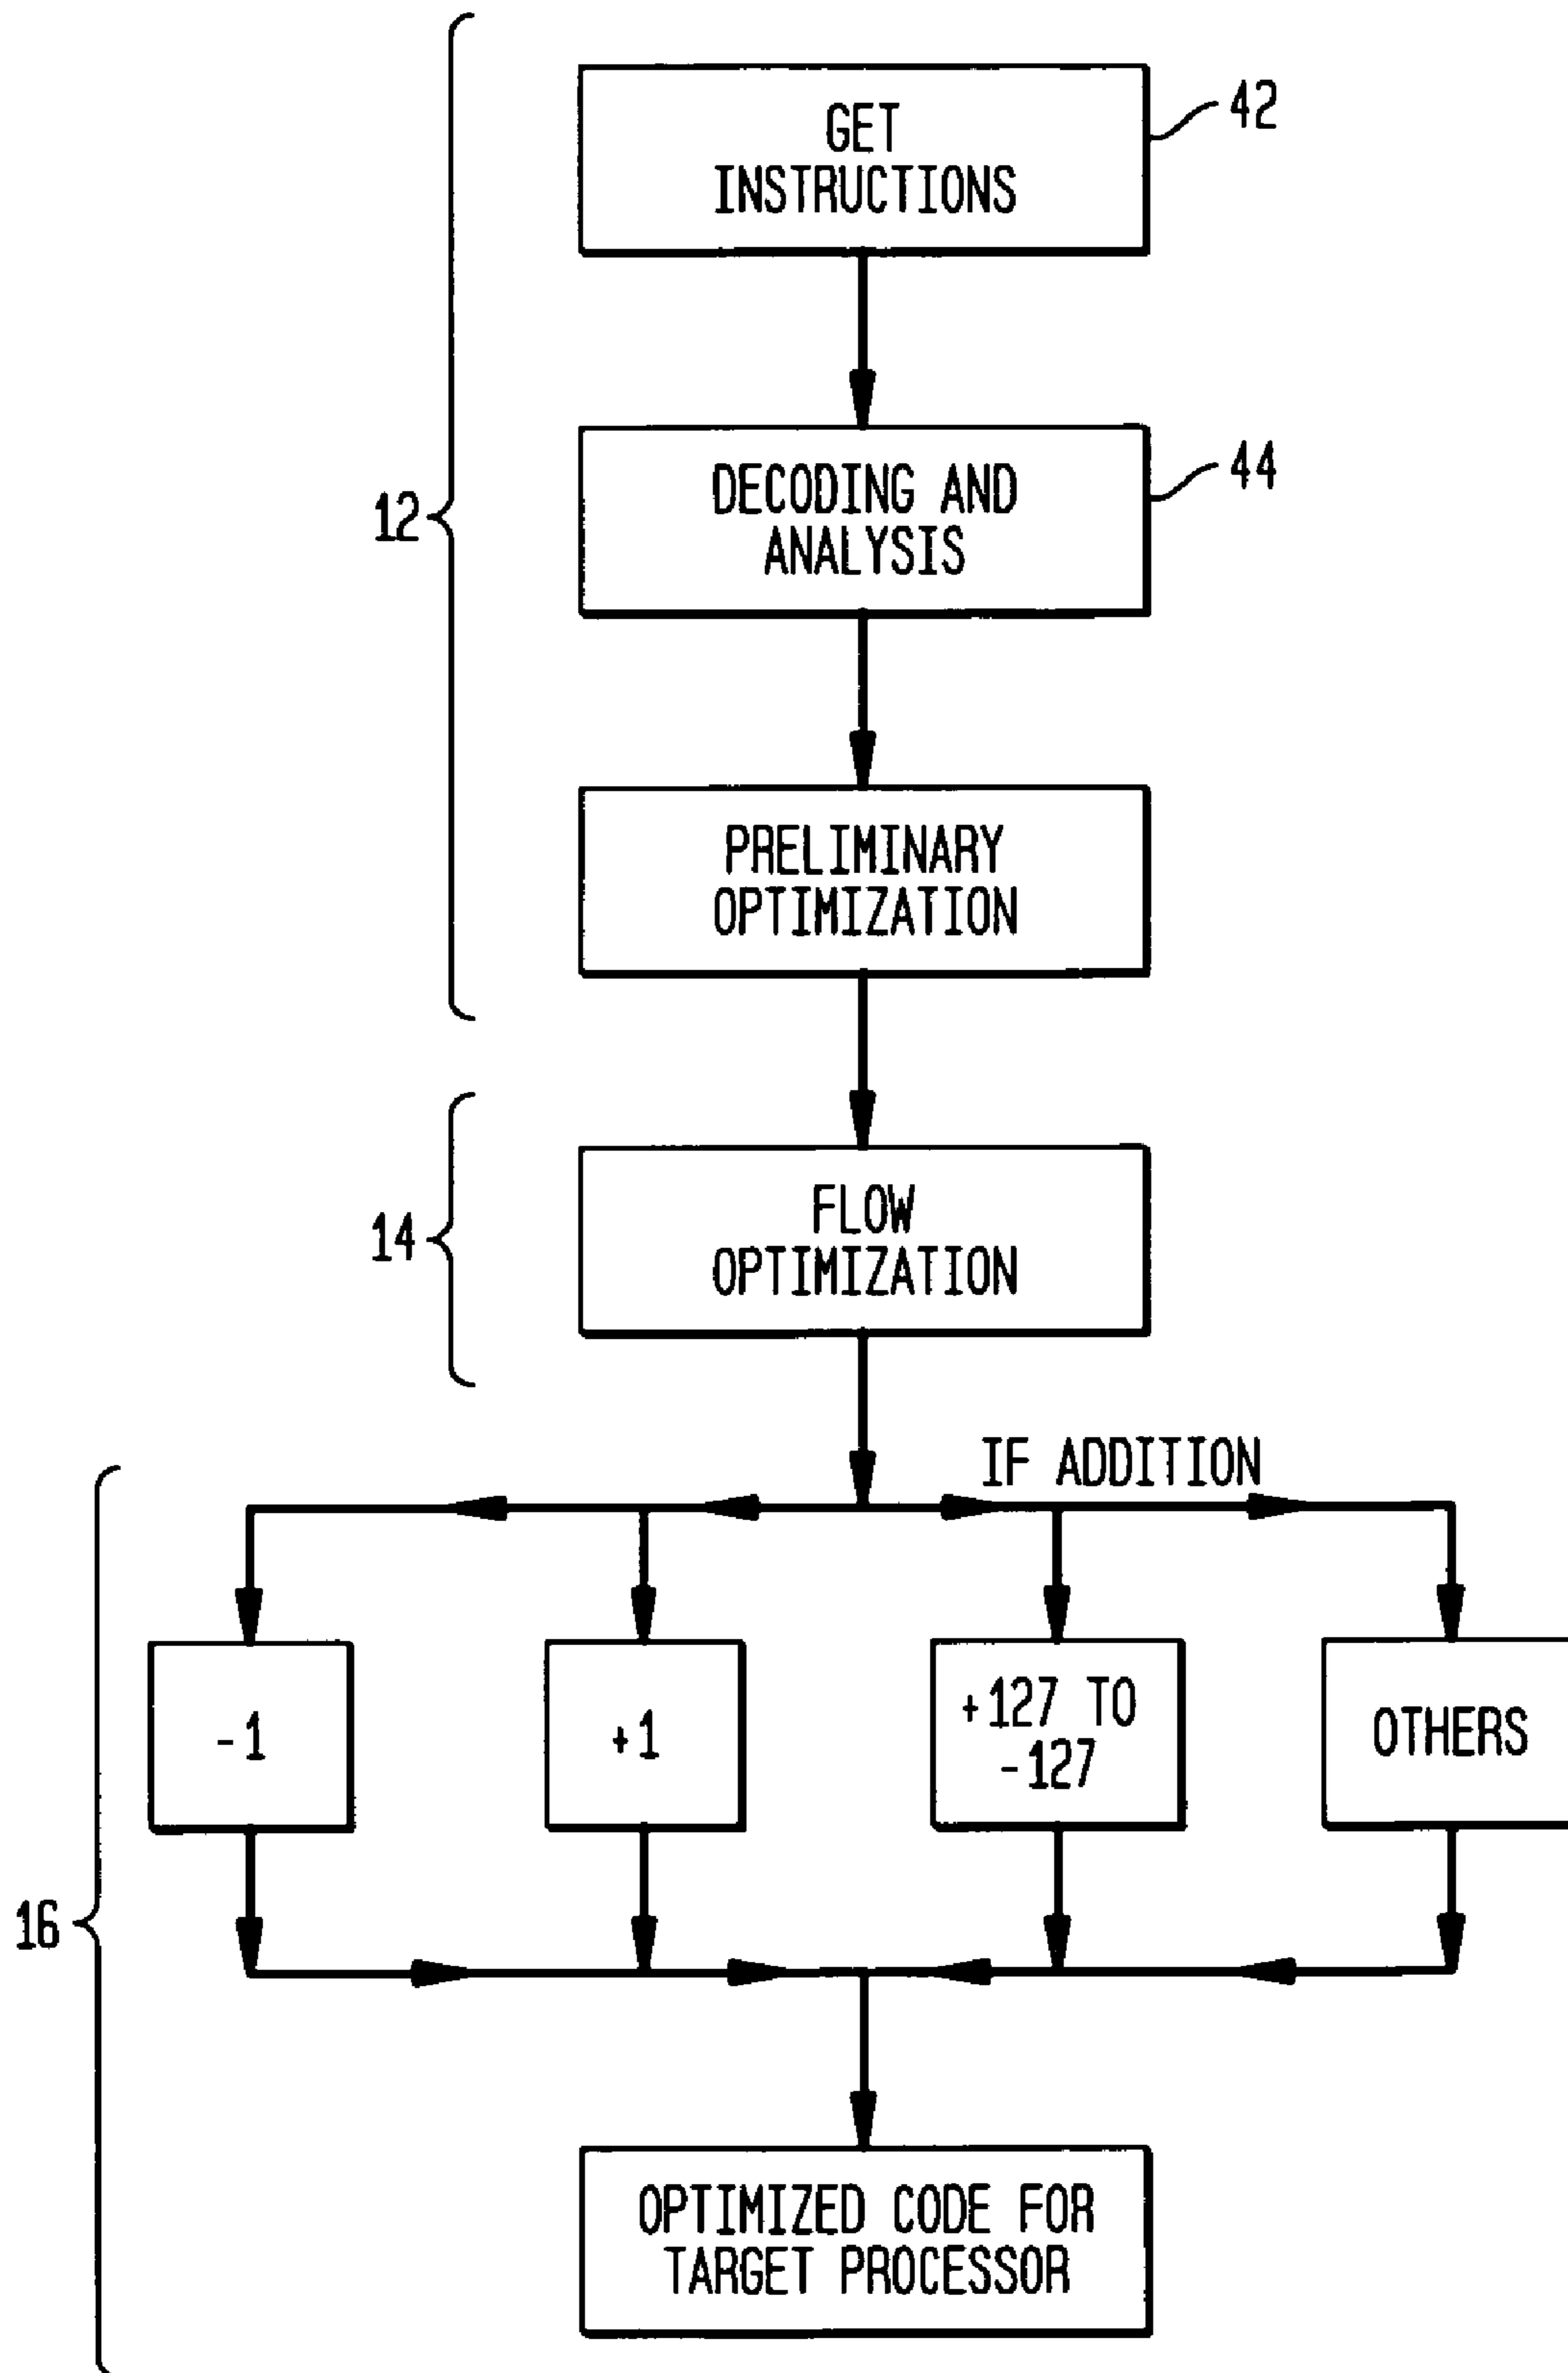 GET
INSTRUCTIONS
42
DECODING AND
ANALYSIS
44
12
PRELIMINARY
OPTIMIZATION
14
FLOW
OPTIMIZATION
IF ADDITION
-1
+1
+127 TO
-127
OTHERS
16
OPTIMIZED CODE FOR
TARGET PROCESSOR